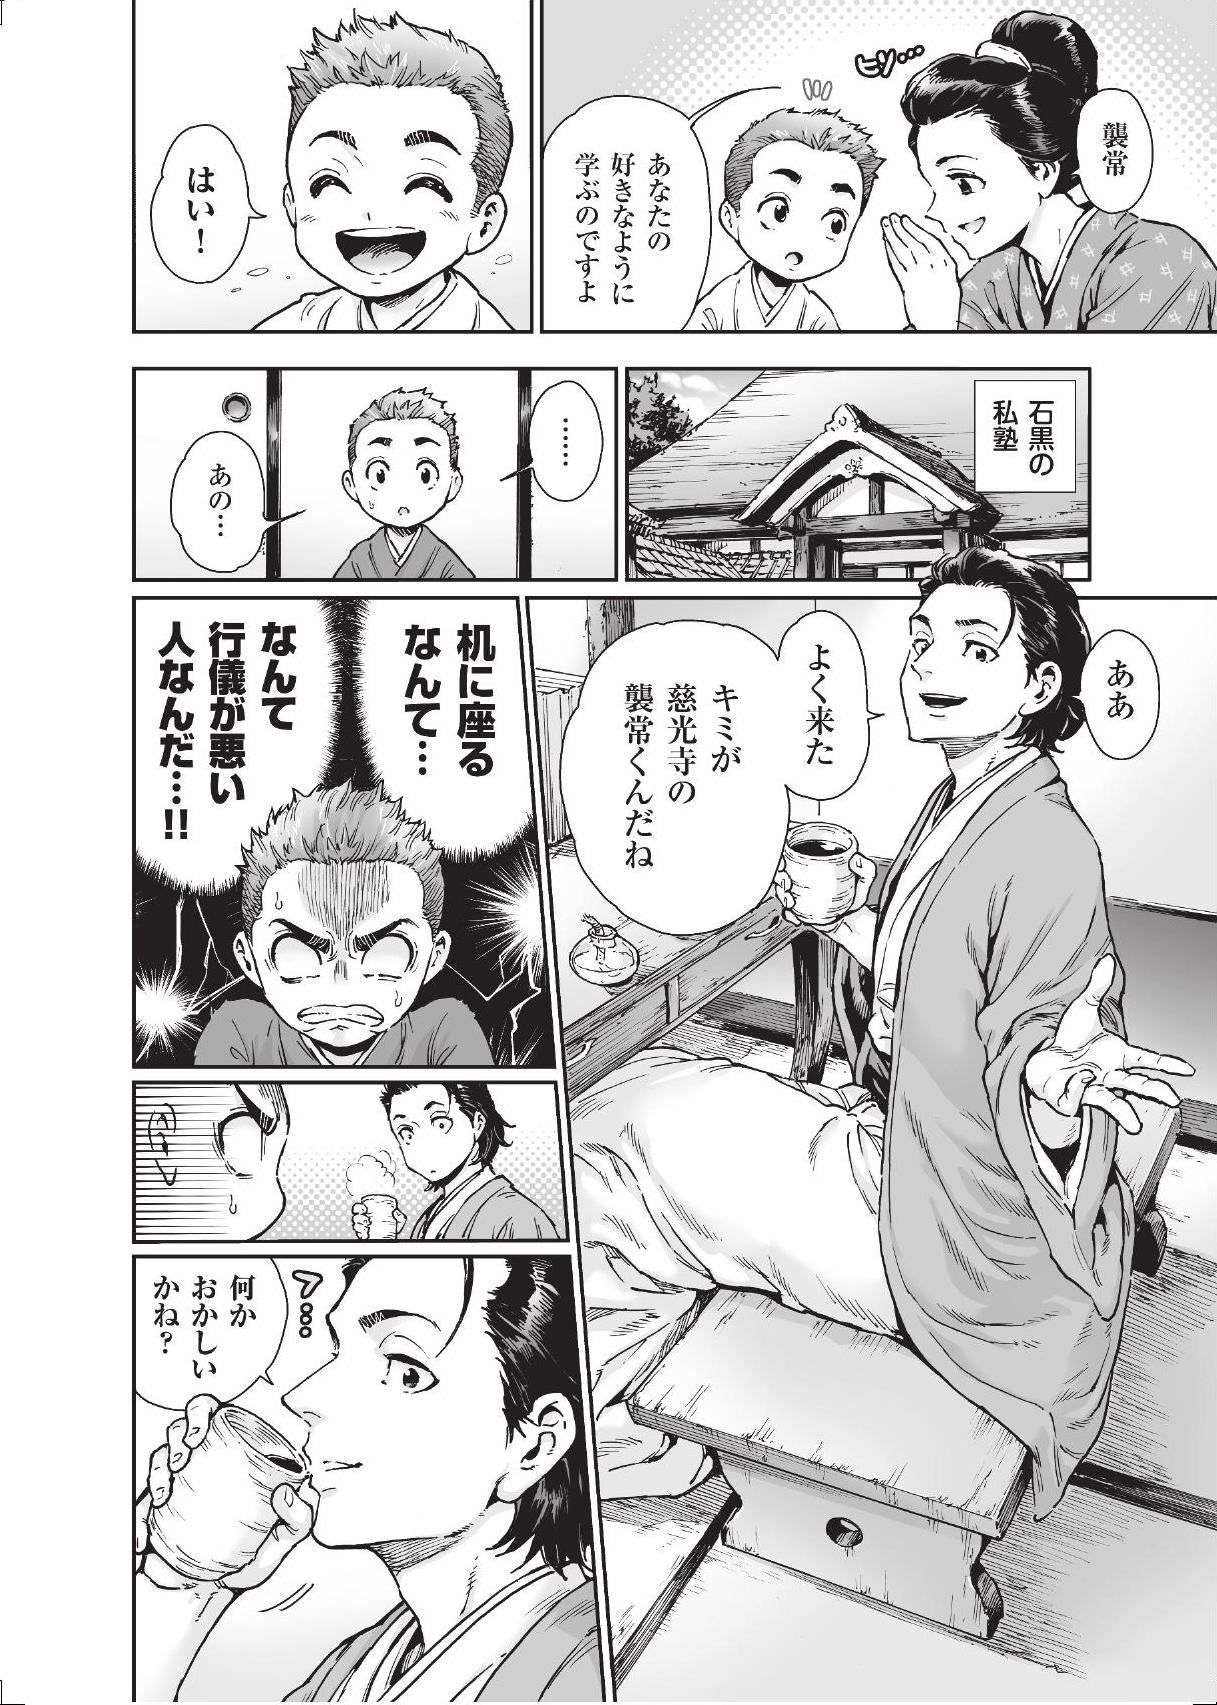 襲常
ヒソ…
あなたの
好きなように
学ぶのですよ
はい！
石黒の
私塾
……
あの…
ああ
よく来た
キミが
慈光寺の
襲常くんだね
机に座る
なんて…
なんて
行儀が悪い
人なんだ…!!
何か
おかしい
かね？